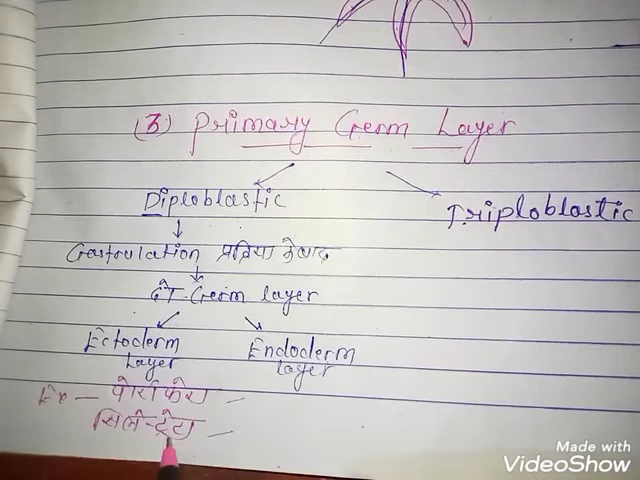 (3) Primary Germ Layer
Diploblastic
Triploblastic
Gastrulation प्रक्रिया के बाद
दो Germ layer
Ectoderm Layer
Endoderm Layer
Ex - पोरीफेरा -
सिलेन्ट्रेटा -
Made with
VideoShow